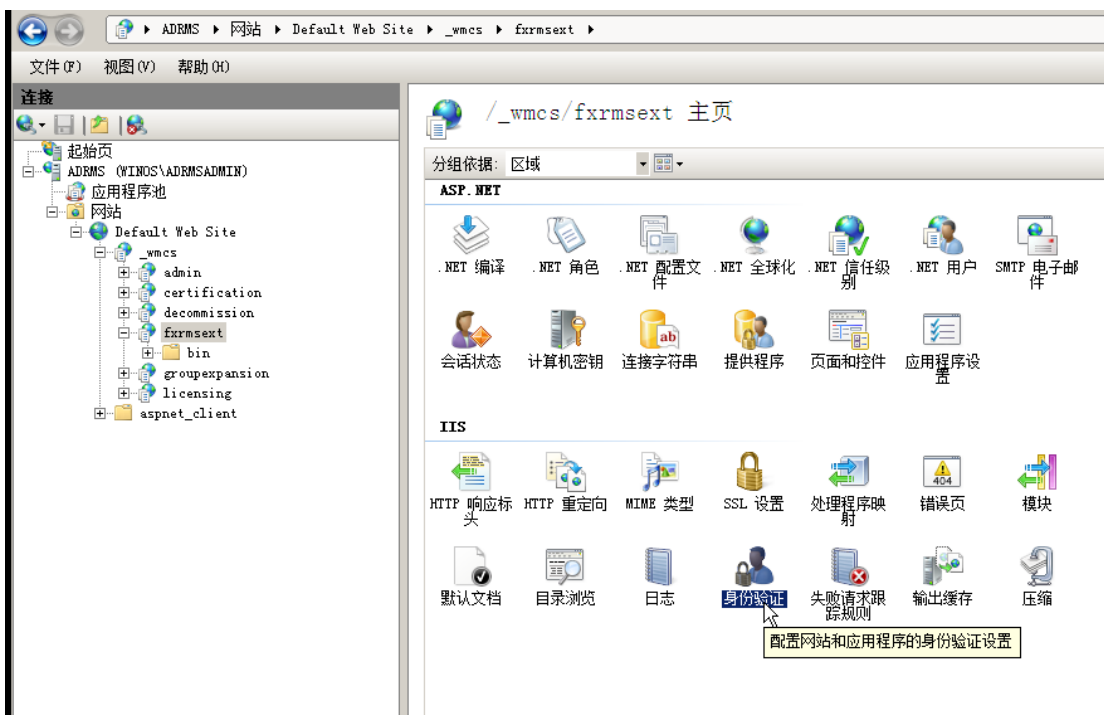 ADRMS 网站 Default Web Site _wmcs fxrmsext
文件(F) 视图(V) 帮助(H)
连接
起始页
ADRMS (WINOS\ADRMSADMIN)
应用程序池
网站
Default Web Site
_wmcs
admin
certification
decommission
fxrmsext
bin
groupexpansion
licensing
aspnet_client
/_wmcs/fxrmsext 主页
分组依据: 区域
ASP.NET
.NET 编译
.NET 角色
.NET 配置文
件
.NET 全球化
.NET 信任级
别
.NET 用户
SMTP 电子邮
件
会话状态
计算机密钥
连接字符串
ab
提供程序
页面和控件
应用程序设
置
IIS
HTTP 响应标
头
HTTP 重定向
MIME 类型
SSL 设置
处理程序映
射
404
错误页
模块
默认文档
目录浏览
日志
身份验证
失败请求跟
踪规则
输出缓存
压缩
配置网站和应用程序的身份验证设置